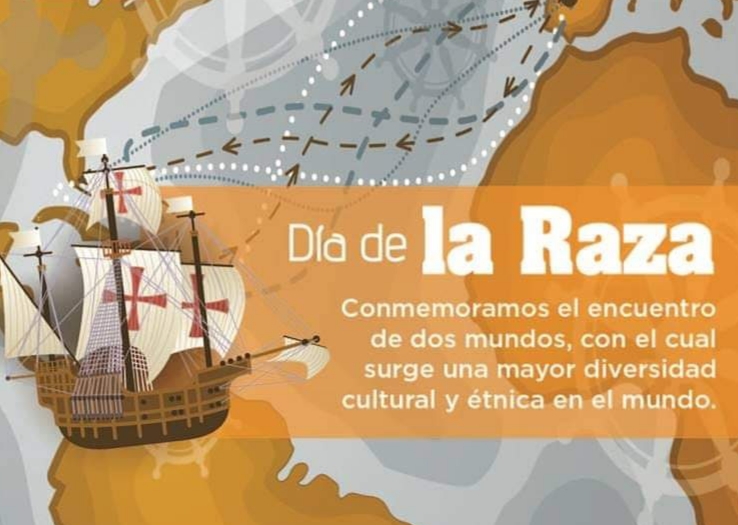 Día de la Raza
Conmemoramos el encuentro
de dos mundos, con el cual
surge una mayor diversidad
cultural y étnica en el mundo.